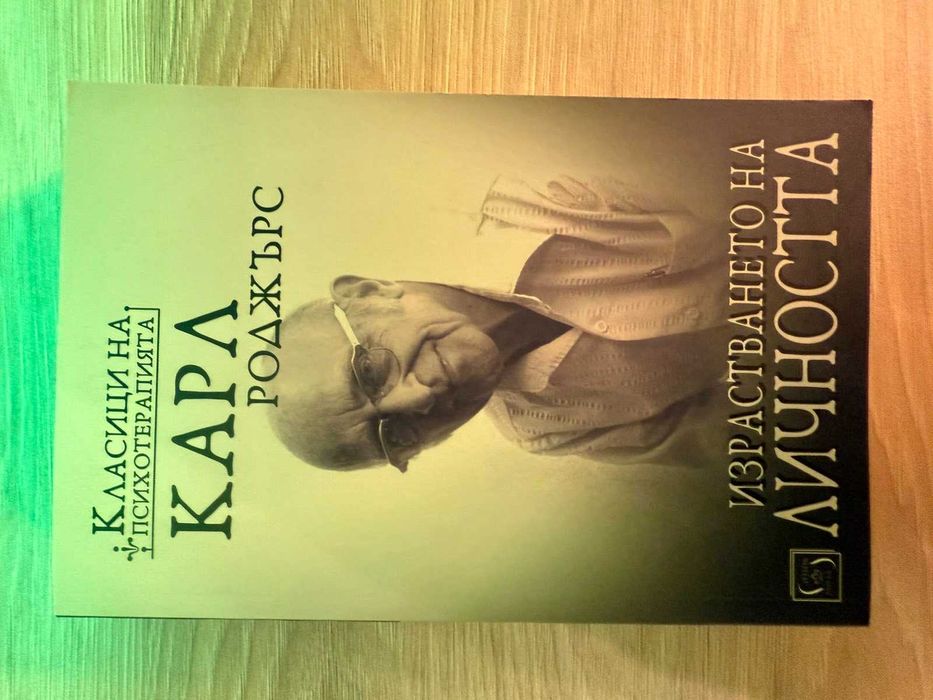 КЛАСИЦИ НА
ПСИХОТЕРАПИЯТА
КАРЛ
РОДЖЪРС
ИЗРАСТВАНЕТО НА
ЛИЧНОСТТА